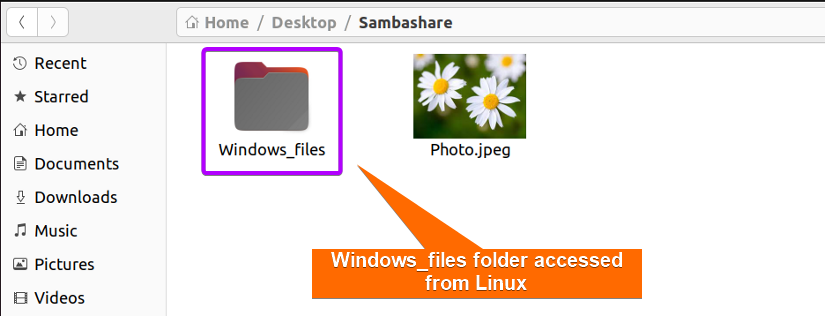 Home / Desktop / Sambashare
Recent
Starred
Home
Documents
Downloads
Music
Pictures
Videos
Windows_files
Photo.jpeg
Windows_files folder accessed
from Linux